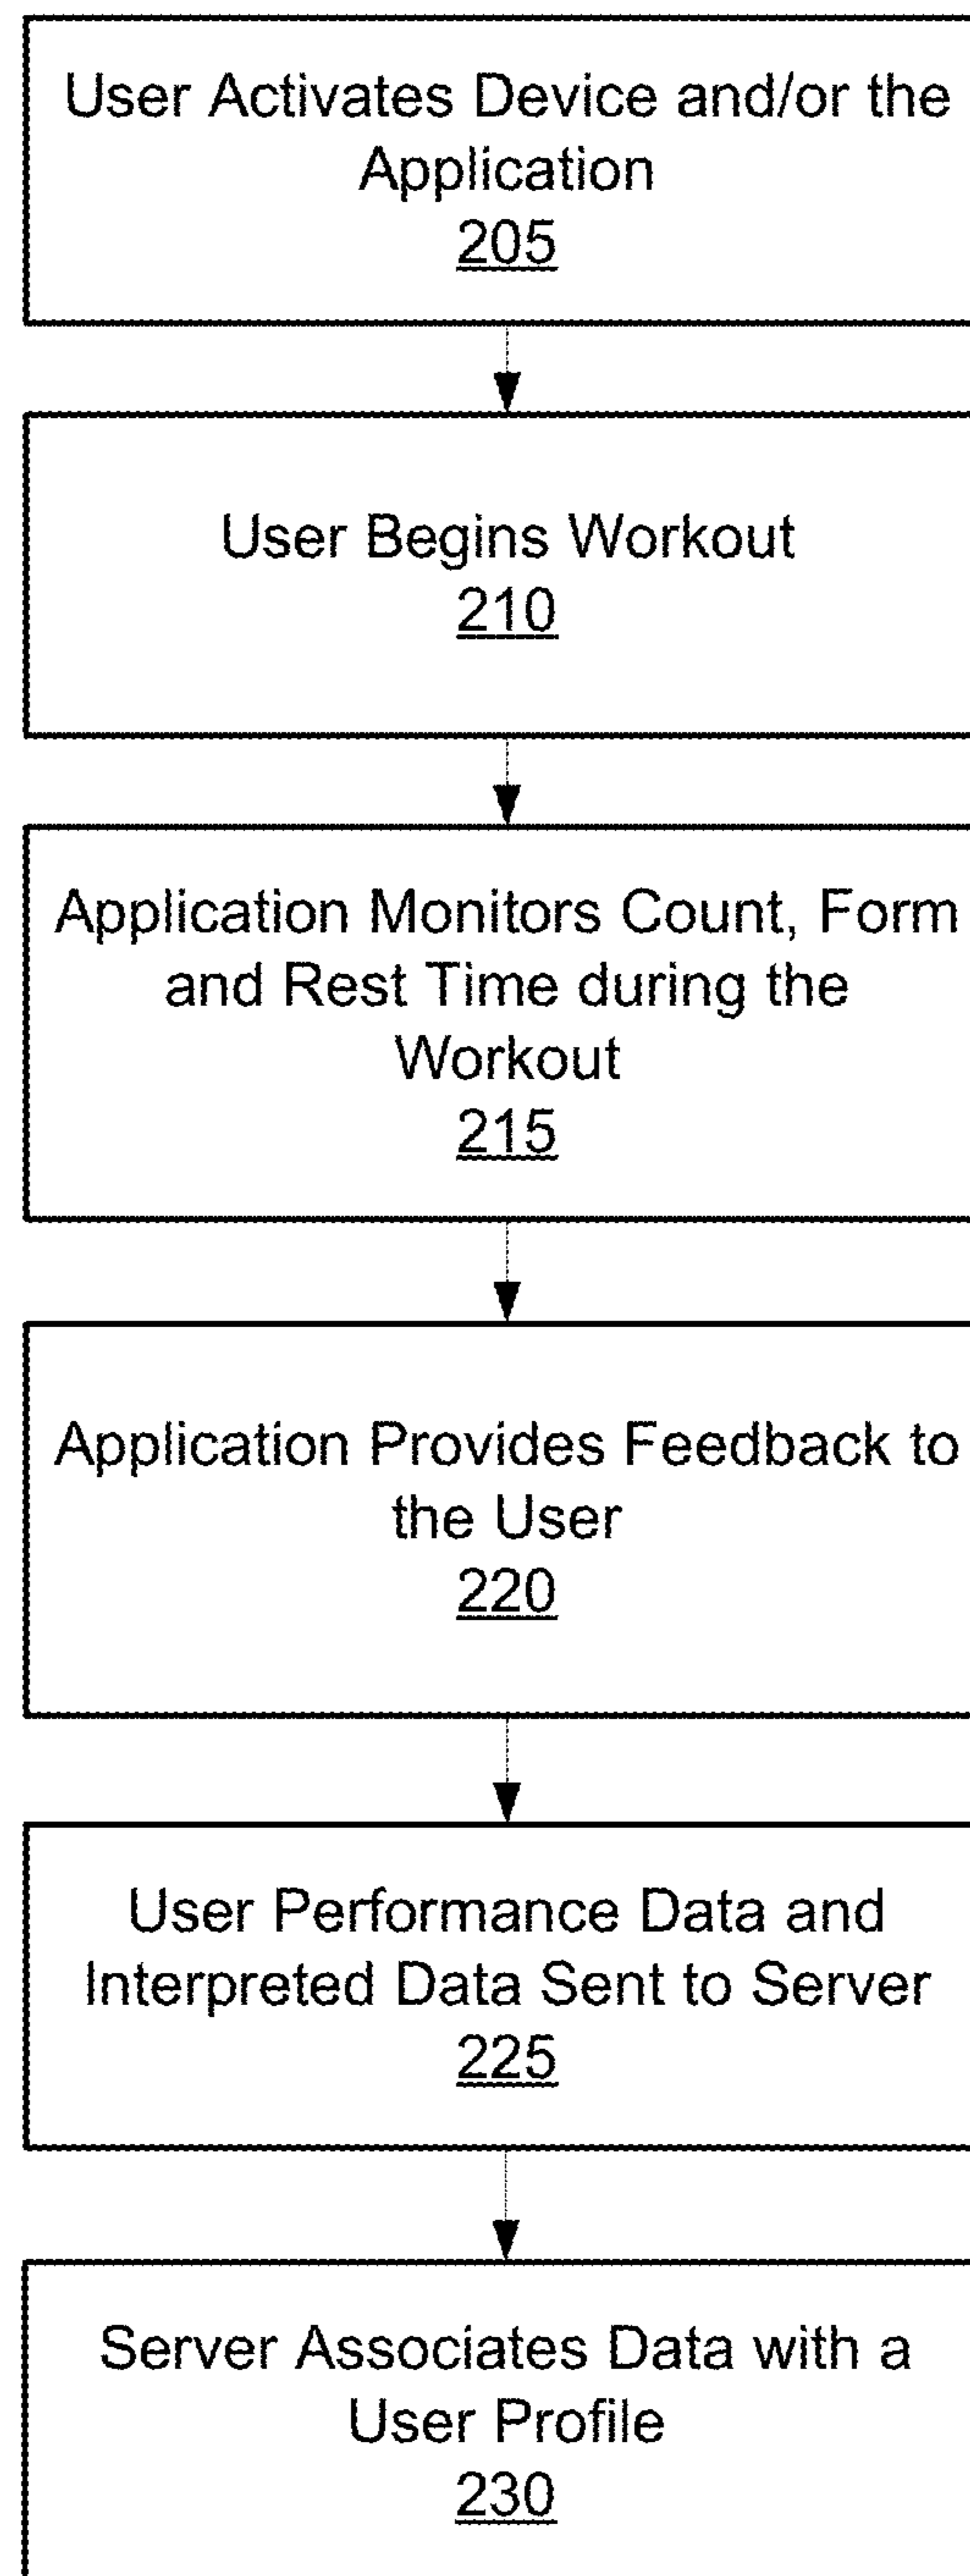 User Activates Device and/or the
Application
205
User Begins Workout
210
Application Monitors Count, Form
and Rest Time during the
Workout
215
Application Provides Feedback to
the User
220
User Performance Data and
Interpreted Data Sent to Server
225
Server Associates Data with a
User Profile
230